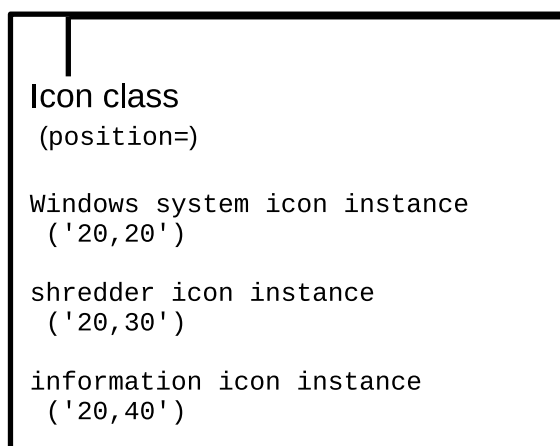 Icon class
(position=)
Windows system icon instance
('20,20')
shredder icon instance
('20,30')
information icon instance
('20,40')